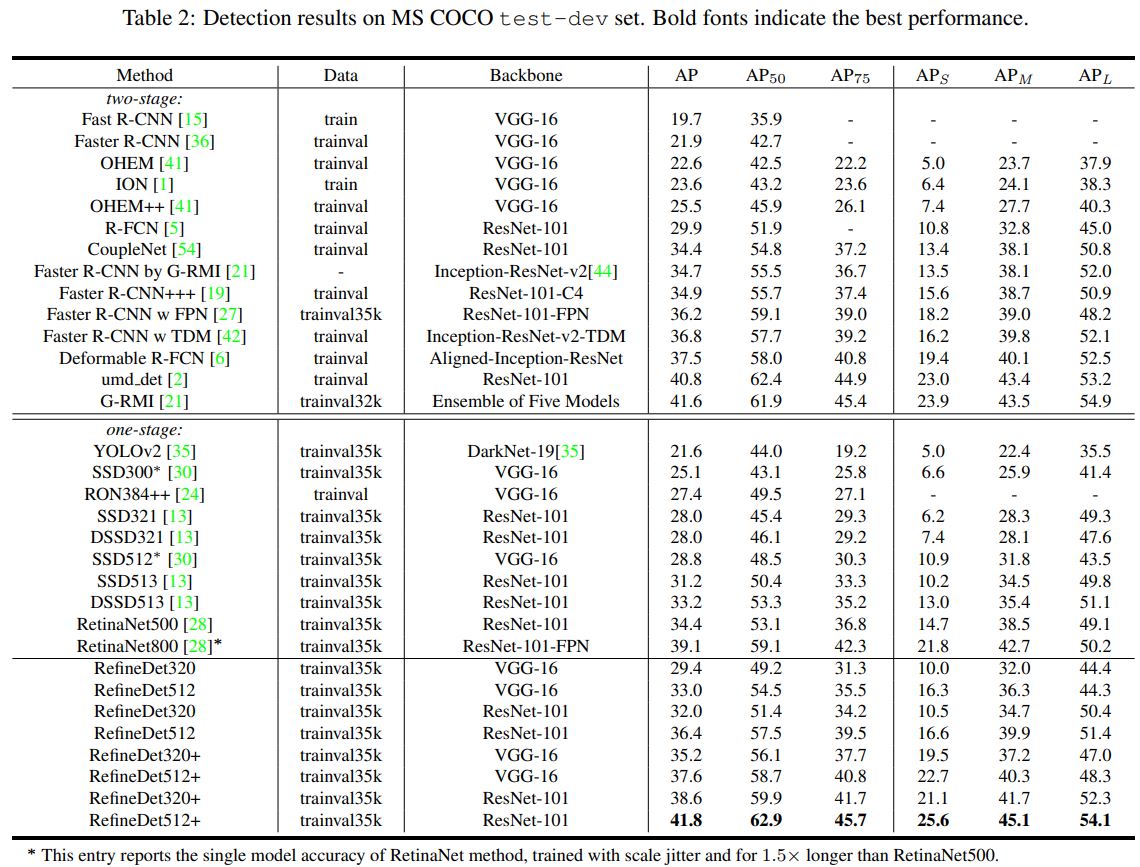 Table 2: Detection results on MS COCO test-dev set. Bold fonts indicate the best performance.
Method Data Backbone AP AP50 AP75 APS APM APL
two-stage:
Fast R-CNN [15] train VGG-16 19.7 35.9 - - - -
Faster R-CNN [36] trainval VGG-16 21.9 42.7 - - - -
OHEM [41] trainval VGG-16 22.6 42.5 22.2 5.0 23.7 37.9
ION [1] train VGG-16 23.6 43.2 23.6 6.4 24.1 38.3
OHEM++ [41] trainval VGG-16 25.5 45.9 26.1 7.4 27.7 40.3
R-FCN [5] trainval ResNet-101 29.9 51.9 - 10.8 32.8 45.0
CoupleNet [54] trainval ResNet-101 34.4 54.8 37.2 13.4 38.1 50.8
Faster R-CNN by G-RMI [21] - Inception-ResNet-v2[44] 34.7 55.5 36.7 13.5 38.1 52.0
Faster R-CNN+++ [19] trainval ResNet-101-C4 34.9 55.7 37.4 15.6 38.7 50.9
Faster R-CNN w FPN [27] trainval35k ResNet-101-FPN 36.2 59.1 39.0 18.2 39.0 48.2
Faster R-CNN w TDM [42] trainval Inception-ResNet-v2-TDM 36.8 57.7 39.2 16.2 39.8 52.1
Deformable R-FCN [6] trainval Aligned-Inception-ResNet 37.5 58.0 40.8 19.4 40.1 52.5
umd_det [2] trainval ResNet-101 40.8 62.4 44.9 23.0 43.4 53.2
G-RMI [21] trainval32k Ensemble of Five Models 41.6 61.9 45.4 23.9 43.5 54.9
one-stage:
YOLOv2 [35] trainval35k DarkNet-19[35] 21.6 44.0 19.2 5.0 22.4 35.5
SSD300* [30] trainval35k VGG-16 25.1 43.1 25.8 6.6 25.9 41.4
RON384++ [24] trainval VGG-16 27.4 49.5 27.1 - - -
SSD321 [13] trainval35k ResNet-101 28.0 45.4 29.3 6.2 28.3 49.3
DSSD321 [13] trainval35k ResNet-101 28.0 46.1 29.2 7.4 28.1 47.6
SSD512* [30] trainval35k VGG-16 28.8 48.5 30.3 10.9 31.8 43.5
SSD513 [13] trainval35k ResNet-101 31.2 50.4 33.3 10.2 34.5 49.8
DSSD513 [13] trainval35k ResNet-101 33.2 53.3 35.2 13.0 35.4 51.1
RetinaNet500 [28] trainval35k ResNet-101 34.4 53.1 36.8 14.7 38.5 49.1
RetinaNet800 [28]* trainval35k ResNet-101-FPN 39.1 59.1 42.3 21.8 42.7 50.2
RefineDet320 trainval35k VGG-16 29.4 49.2 31.3 10.0 32.0 44.4
RefineDet512 trainval35k VGG-16 33.0 54.5 35.5 16.3 36.3 44.3
RefineDet320 trainval35k ResNet-101 32.0 51.4 34.2 10.5 34.7 50.4
RefineDet512 trainval35k ResNet-101 36.4 57.5 39.5 16.6 39.9 51.4
RefineDet320+ trainval35k VGG-16 35.2 56.1 37.7 19.5 37.2 47.0
RefineDet512+ trainval35k VGG-16 37.6 58.7 40.8 22.7 40.3 48.3
RefineDet320+ trainval35k ResNet-101 38.6 59.9 41.7 21.1 41.7 52.3
RefineDet512+ trainval35k ResNet-101 41.8 62.9 45.7 25.6 45.1 54.1
* This entry reports the single model accuracy of RetinaNet method, trained with scale jitter and for 1.5× longer than RetinaNet500.